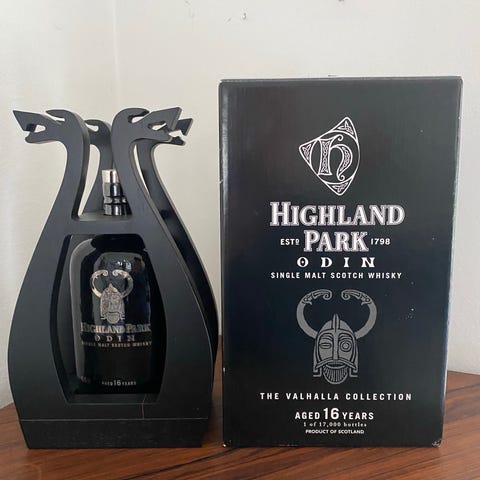 HIGHLAND PARK
ODIN
SINGLE MALT SCOTCH WHISKY
AGED 16 YEARS
H
HIGHLAND
ESTD PARK 1798
ODIN
SINGLE MALT SCOTCH WHISKY
THE VALHALLA COLLECTION
AGED 16 YEARS
1 of 17,000 bottles
PRODUCT OF SCOTLAND